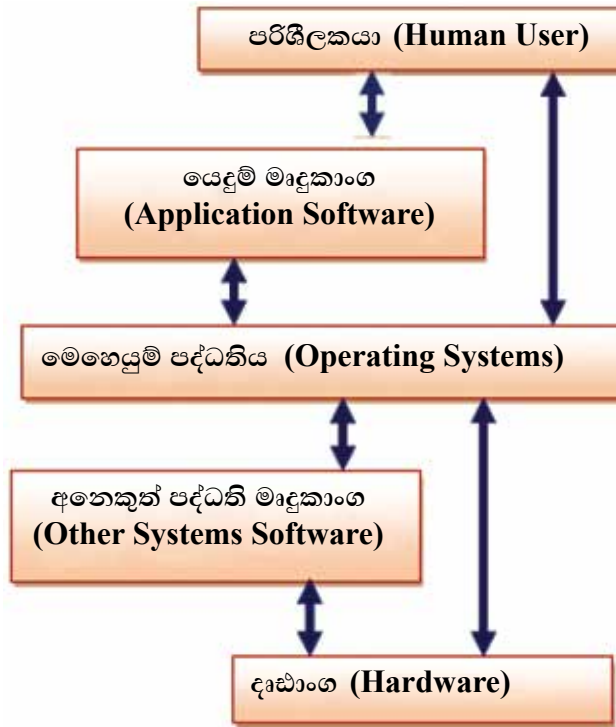 පරිශීලකයා (Human User)
යෙදුම් මෘදුකාංග
(Application Software)
මෙහෙයුම් පද්ධතිය (Operating Systems)
අනෙකුත් පද්ධති මෘදුකාංග
(Other Systems Software)
දෘඪාංග (Hardware)